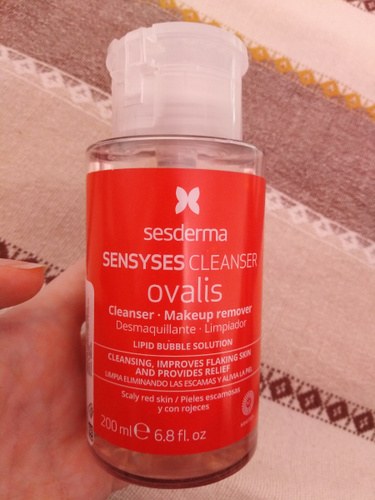 sesderma
SENSYSES CLEANSER
ovalis
Cleanser · Makeup remover
Desmaquillante · Limpiador
LIPID BUBBLE SOLUTION
CLEANSING, IMPROVES FLAKING SKIN
AND PROVIDES RELIEF
LIMPIA ELIMINANDO LAS ESCAMAS Y ALIVIA LA PIEL
Scaly red skin / Pieles escamosas
y con rojeces
200 ml ℮ 6.8 fl. oz